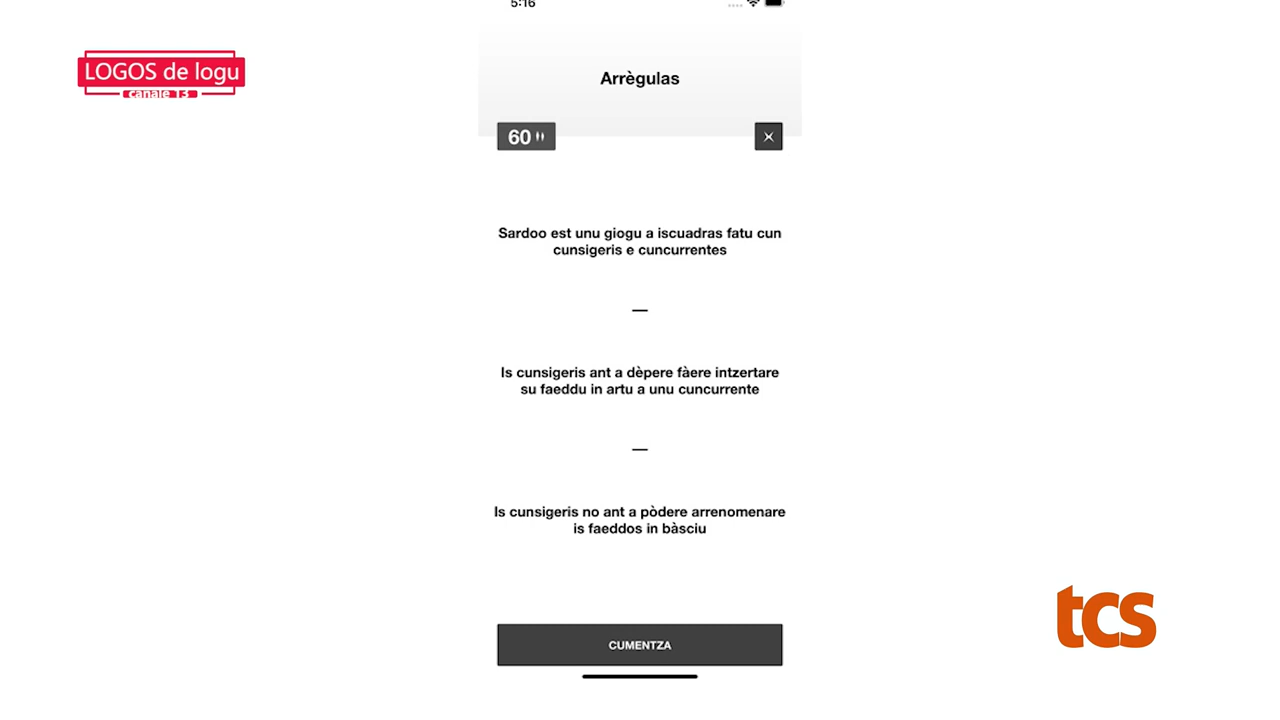 5:16
LOGOS de logu
canale 13
Arrègulas
60
Sardoo est unu giogu a iscuadras fatu cun
cunsigeris e cuncurrentes
—
Is cunsigeris ant a dèpere fàere intzertare
su faeddu in artu a unu cuncurrente
—
Is cunsigeris no ant a pòdere arrenomenare
is faeddos in bàsciu
CUMENTZA
tcs